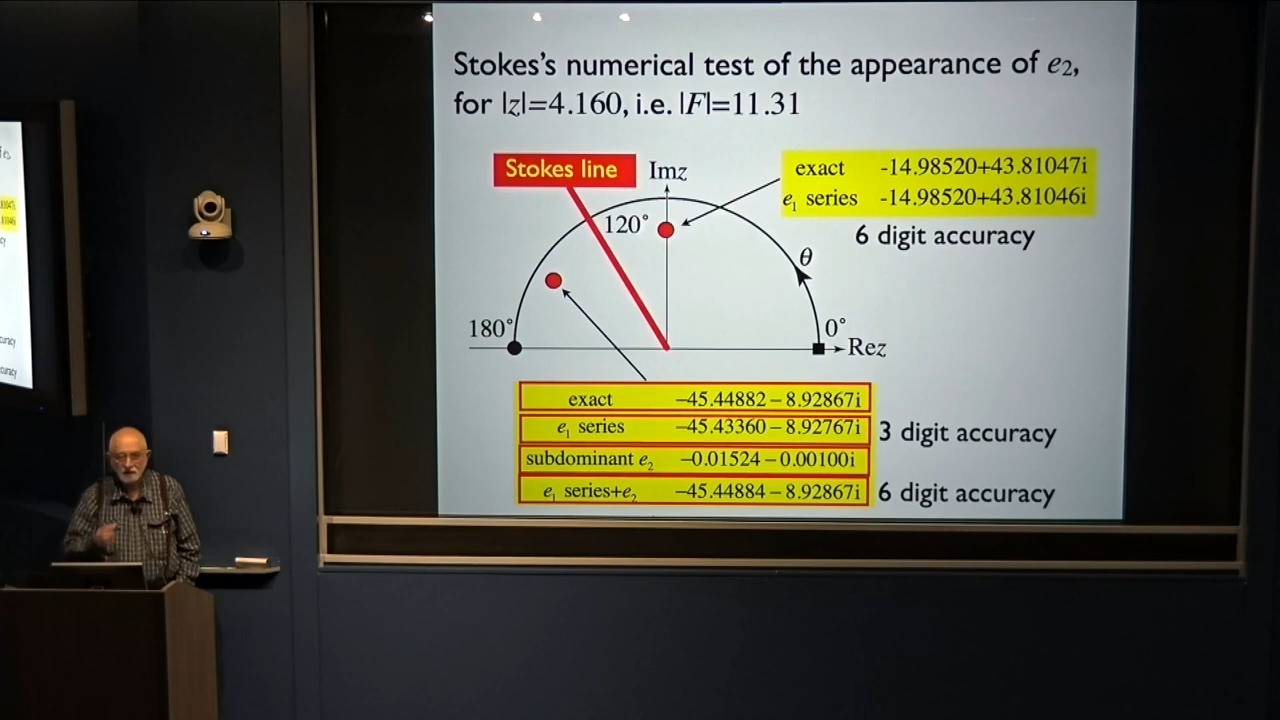 Stokes's numerical test of the appearance of e₂,
for |z|=4.160, i.e. |F|=11.31
Stokes line
Imz
exact -14.98520+43.81047i
e₁ series -14.98520+43.81046i
6 digit accuracy
120°
θ
180°
0°
Rez
exact –45.44882 – 8.92867i
e₁ series –45.43360 – 8.92767i
3 digit accuracy
subdominant e₂ –0.01524 – 0.00100i
e₁ series+e₂ –45.44884 – 8.92867i
6 digit accuracy